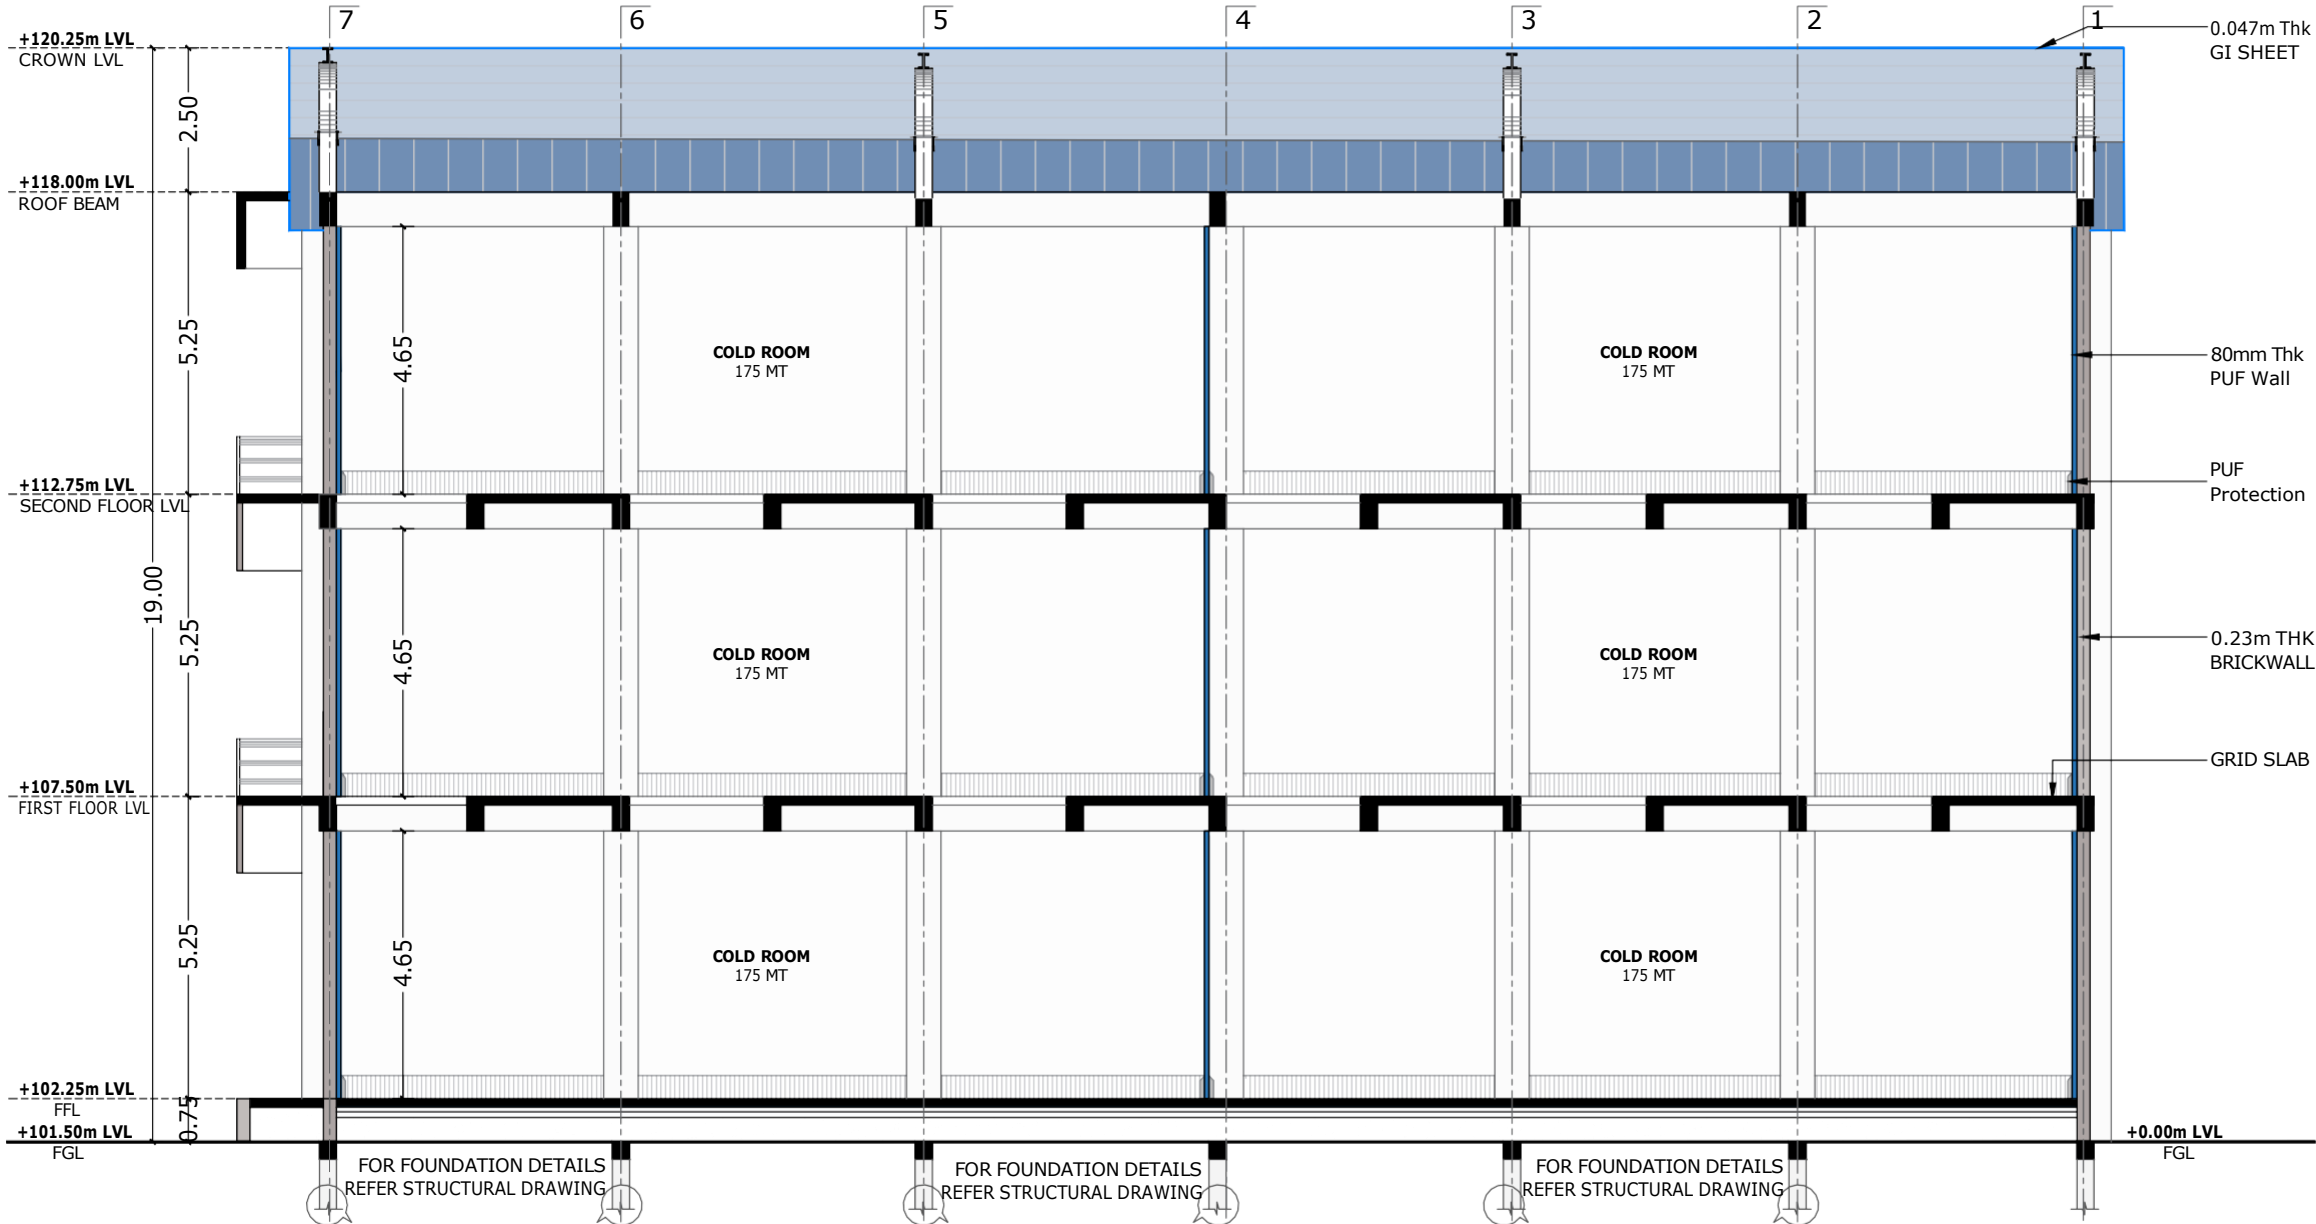 7
6
5
4
3
2
1
+120.25m LVL
CROWN LVL
0.047m Thk
GI SHEET
2.50
+118.00m LVL
ROOF BEAM
5.25
4.65
COLD ROOM
175 MT
COLD ROOM
175 MT
80mm Thk
PUF Wall
+112.75m LVL
SECOND FLOOR LVL
PUF
Protection
19.00
5.25
4.65
COLD ROOM
175 MT
COLD ROOM
175 MT
0.23m THK
BRICKWALL
+107.50m LVL
FIRST FLOOR LVL
GRID SLAB
5.25
4.65
COLD ROOM
175 MT
COLD ROOM
175 MT
+102.25m LVL
FFL
0.75
+101.50m LVL
FGL
+0.00m LVL
FGL
FOR FOUNDATION DETAILS
REFER STRUCTURAL DRAWING
FOR FOUNDATION DETAILS
REFER STRUCTURAL DRAWING
FOR FOUNDATION DETAILS
REFER STRUCTURAL DRAWING